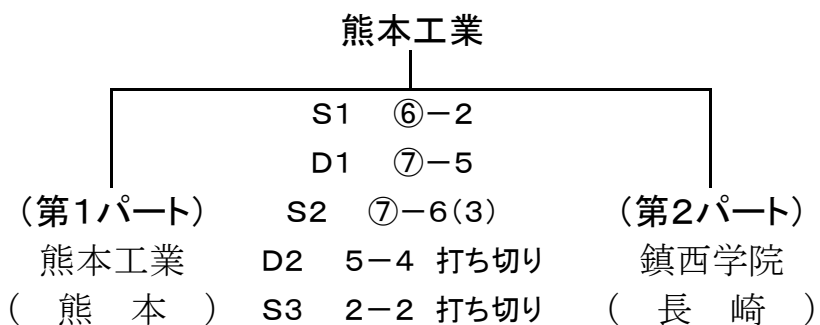 熊本工業
S1 ⑥－2
D1 ⑦－5
（第1パート） S2 ⑦－6(3) （第2パート）
熊本工業 D2 5－4 打ち切り 鎮西学院
( 熊 本 ) S3 2－2 打ち切り ( 長 崎 )